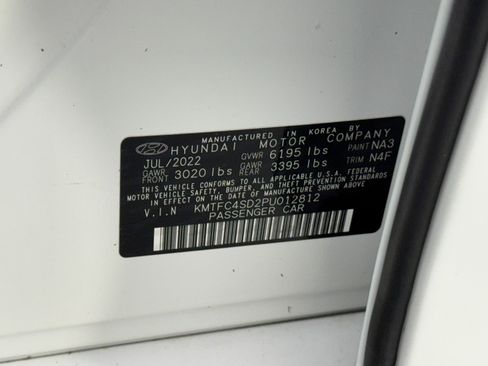 MANUFACTURED IN KOREA BY
HYUNDAI MOTOR COMPANY
JUL/2022 GVWR 6195 lbs PAINT NA3
GAWR FRONT 3020 lbs GAWR REAR 3395 lbs TRIM N4F
THIS VEHICLE CONFORMS TO ALL APPLICABLE U.S.A. FEDERAL
MOTOR VEHICLE SAFETY, BUMPER, AND THEFT PREVENTION
STANDARDS IN EFFECT ON THE DATE OF MANUFACTURE SHOWN ABOVE.
V.I.N KMTFC4SD2PU012812
PASSENGER CAR